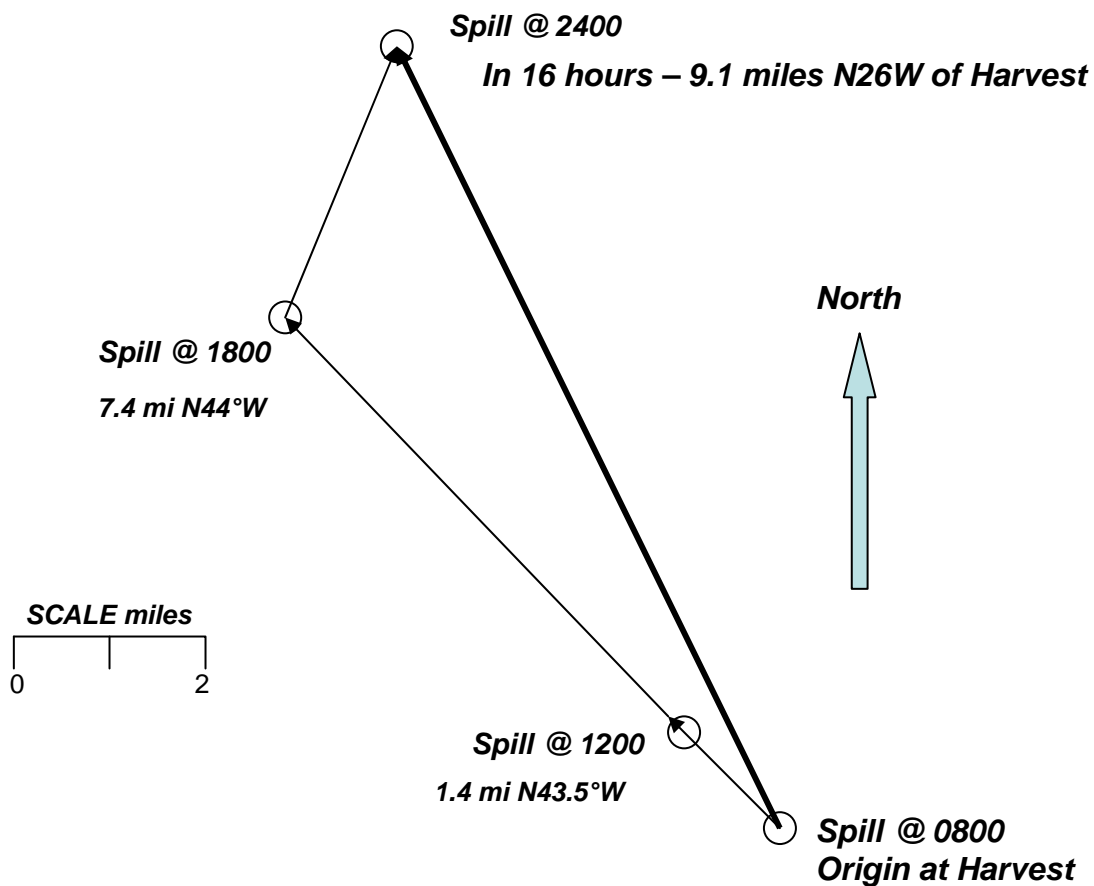 Spill @ 2400
In 16 hours – 9.1 miles N26W of Harvest
North
Spill @ 1800
7.4 mi N44°W
SCALE miles
0
2
Spill @ 1200
1.4 mi N43.5°W
Spill @ 0800
Origin at Harvest